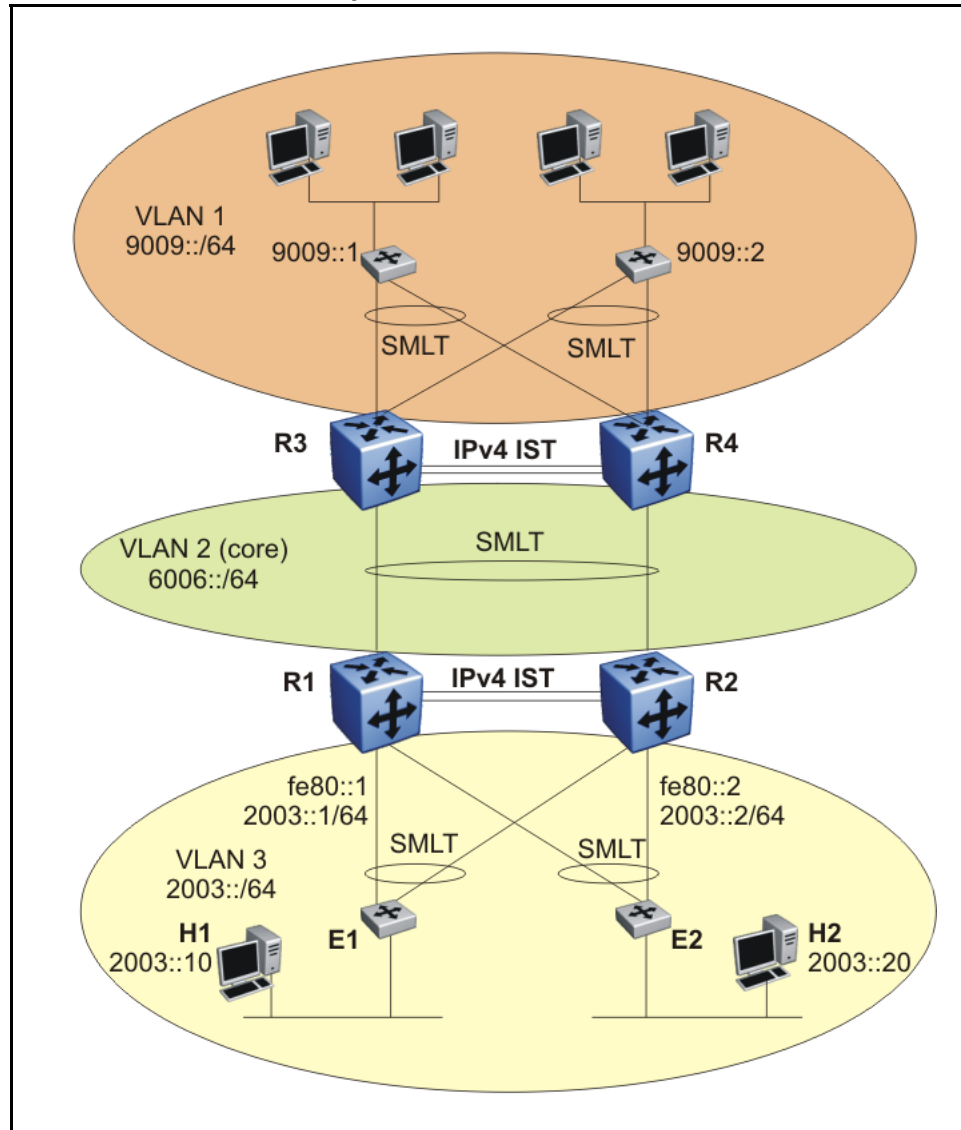 VLAN 1
9009::/64
9009::1
9009::2
SMLT
SMLT
R3
IPv4 IST
R4
VLAN 2 (core)
6006::/64
SMLT
R1
IPv4 IST
R2
fe80::1
2003::1/64
fe80::2
2003::2/64
VLAN 3
2003::/64
SMLT
SMLT
H1
2003::10
E1
E2
H2
2003::20